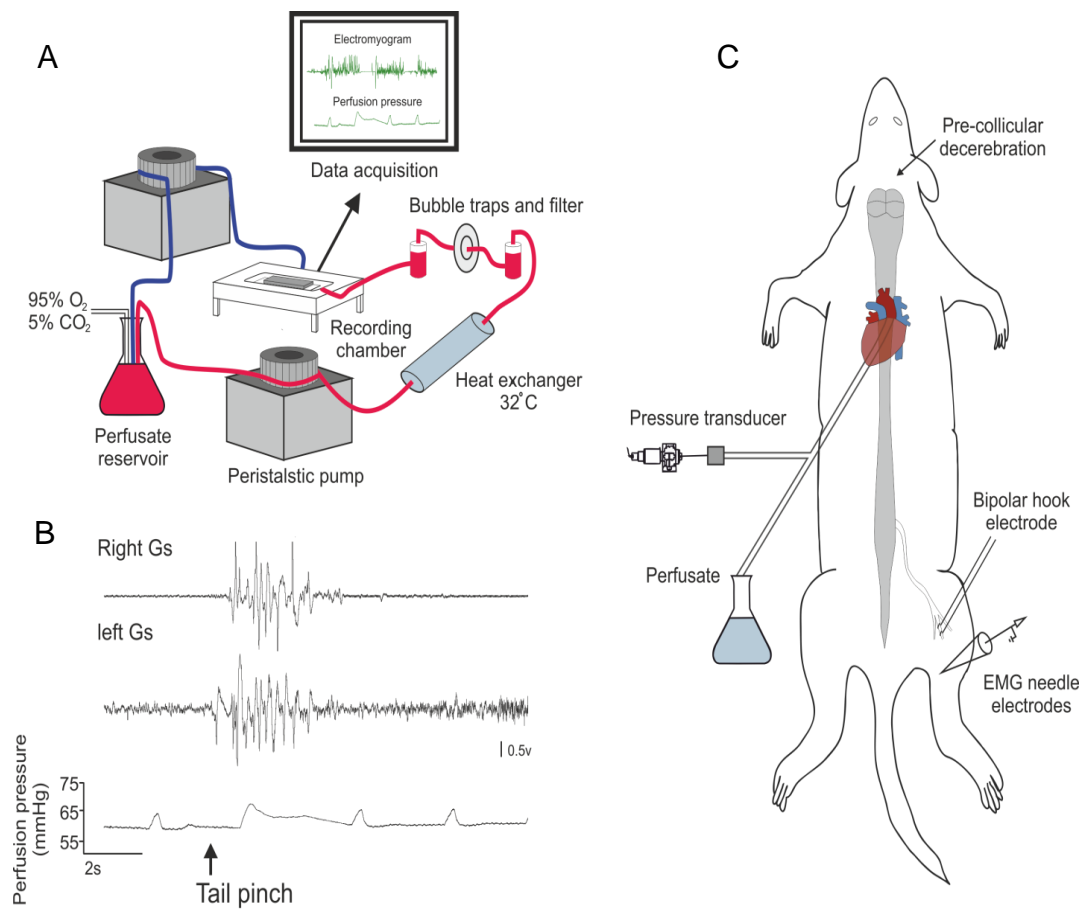 A
Electromyogram
Perfusion pressure
Data acquisition
Bubble traps and filter
95% O₂
5% CO₂
Recording
chamber
Heat exchanger
32°C
Perfusate
reservoir
Peristalstic pump
B
Right Gs
left Gs
0.5v
Perfusion pressure
(mmHg)
75
65
55
2s
Tail pinch
C
Pre-collicular
decerebration
Pressure transducer
Bipolar hook
electrode
Perfusate
EMG needle
electrodes